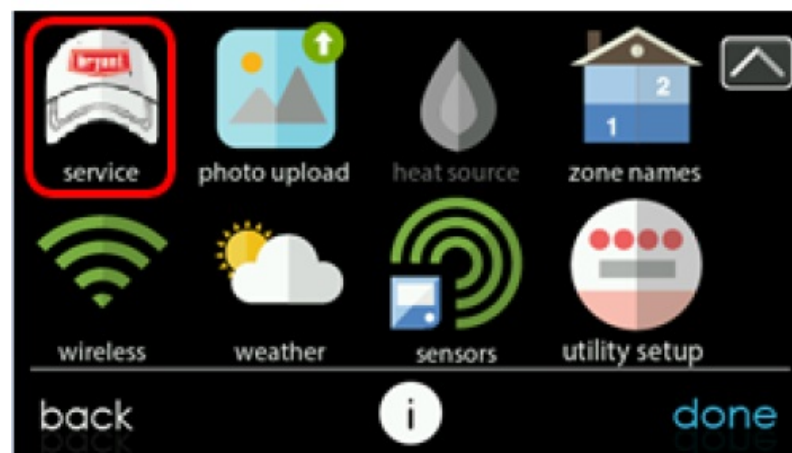 bryant
service
photo upload
heat source
zone names
2
1
wireless
weather
sensors
utility setup
back
i
done